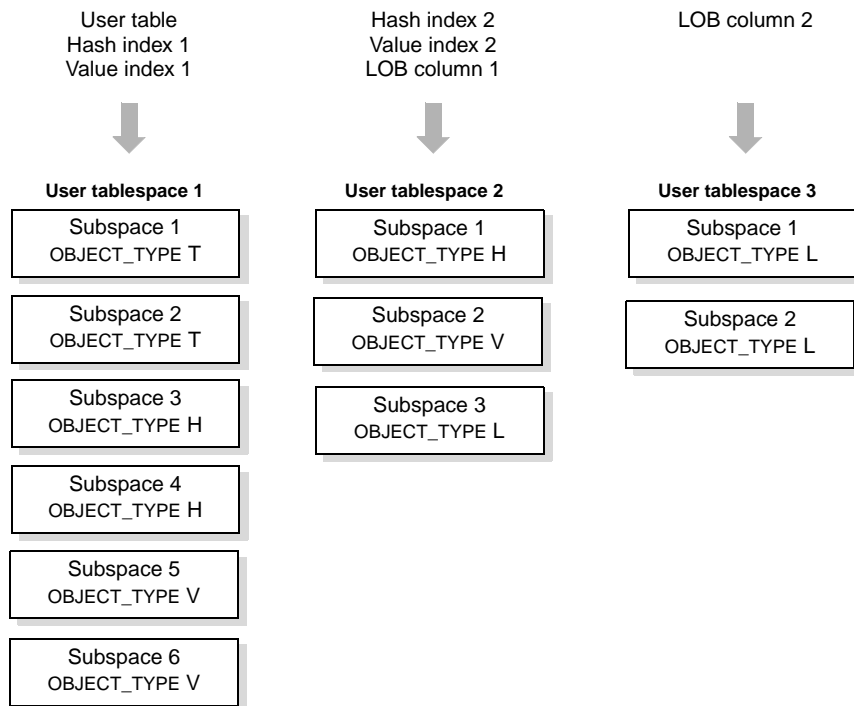 User table
Hash index 1
Value index 1
Hash index 2
Value index 2
LOB column 1
LOB column 2
User tablespace 1
Subspace 1
OBJECT_TYPE T
Subspace 2
OBJECT_TYPE T
Subspace 3
OBJECT_TYPE H
Subspace 4
OBJECT_TYPE H
Subspace 5
OBJECT_TYPE V
Subspace 6
OBJECT_TYPE V
User tablespace 2
Subspace 1
OBJECT_TYPE H
Subspace 2
OBJECT_TYPE V
Subspace 3
OBJECT_TYPE L
User tablespace 3
Subspace 1
OBJECT_TYPE L
Subspace 2
OBJECT_TYPE L